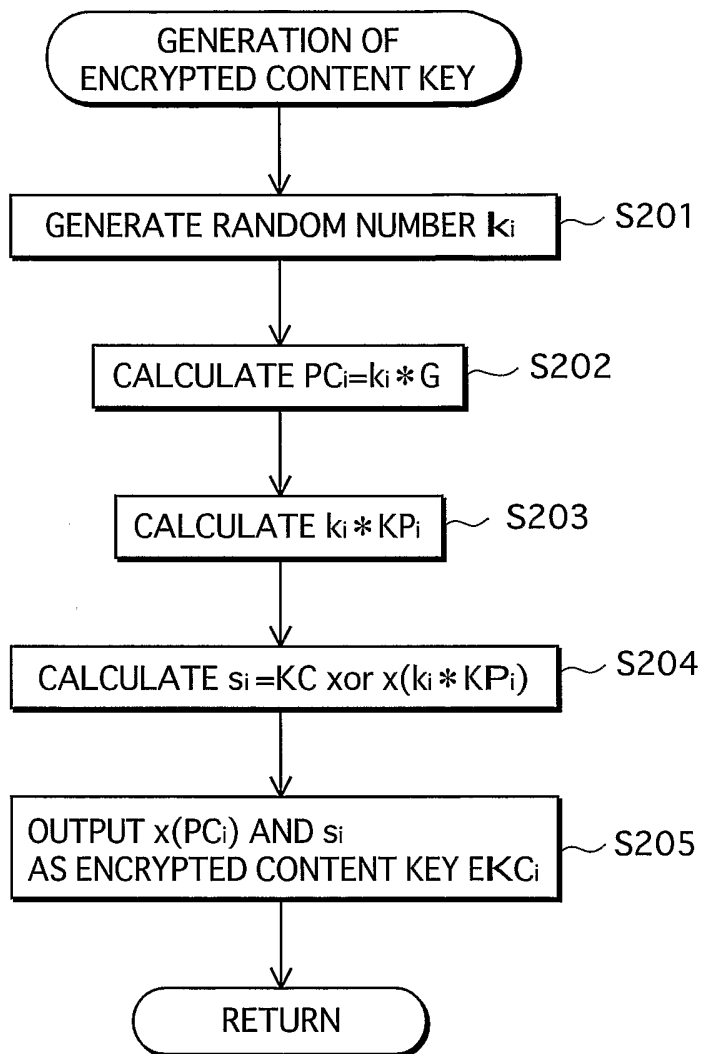 GENERATION OF
ENCRYPTED CONTENT KEY
GENERATE RANDOM NUMBER ki
S201
CALCULATE PCi=ki*G
S202
CALCULATE ki*KPi
S203
CALCULATE si=KC xor x(ki*KPi)
S204
OUTPUT x(PCi) AND si
AS ENCRYPTED CONTENT KEY EKCi
S205
RETURN